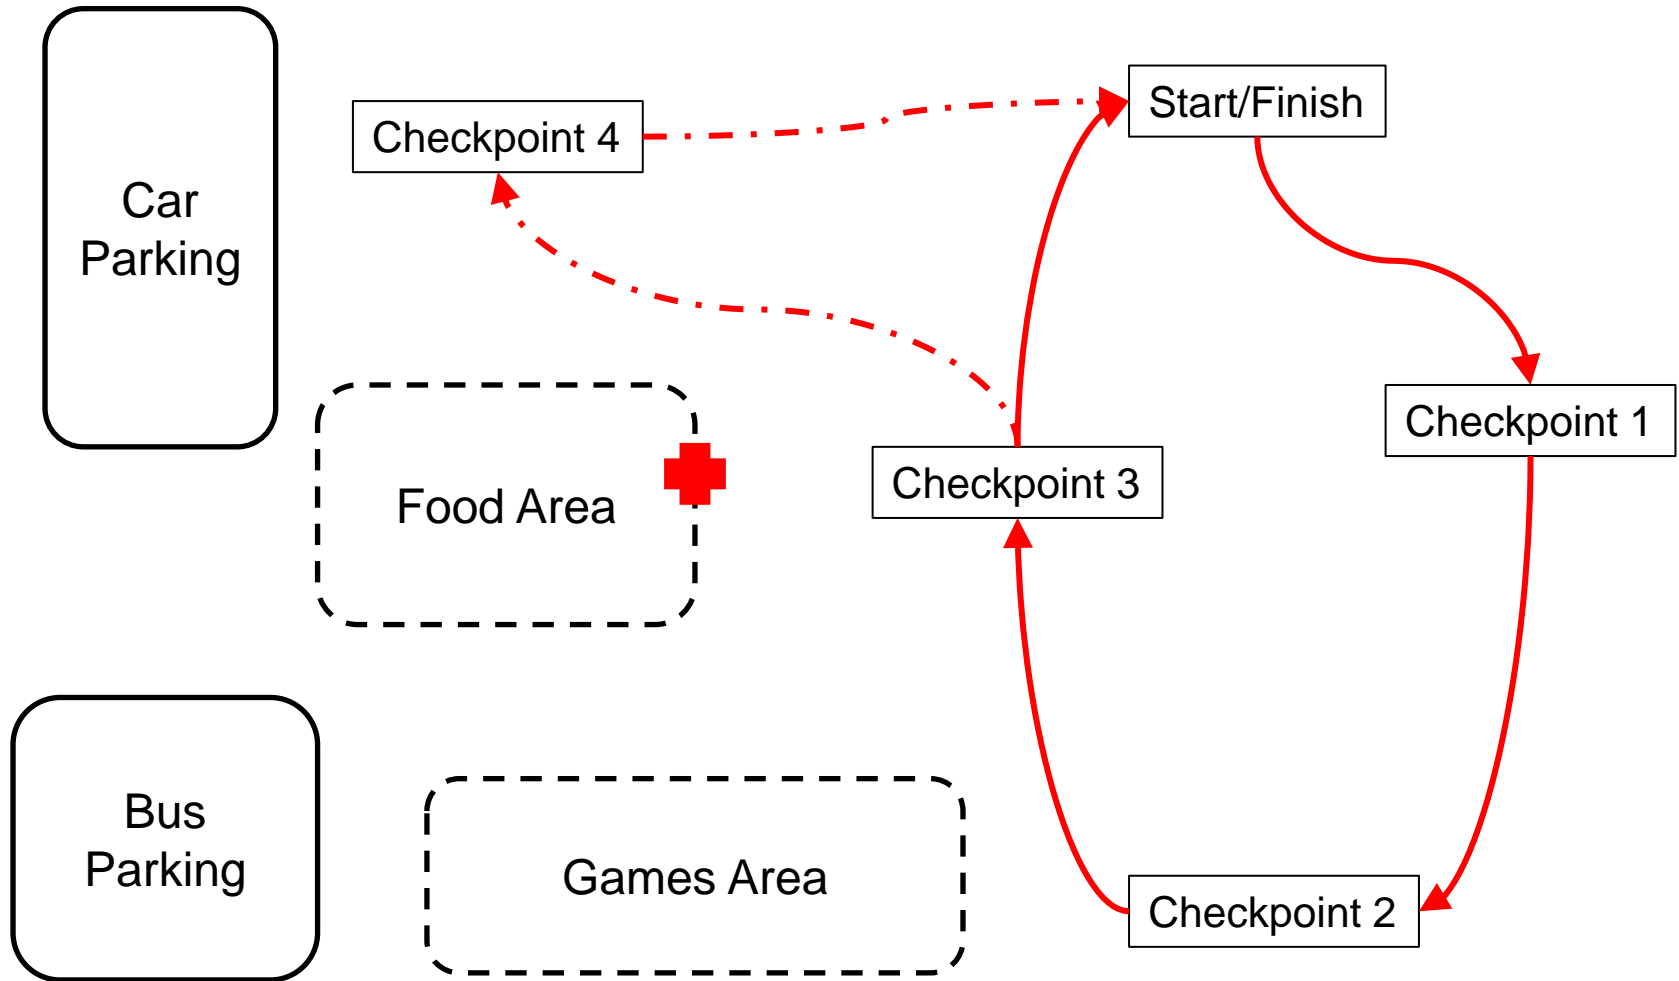 Start/Finish
Checkpoint 4
Car
Parking
Checkpoint 1
Checkpoint 3
Food Area
Bus
Parking
Games Area
Checkpoint 2